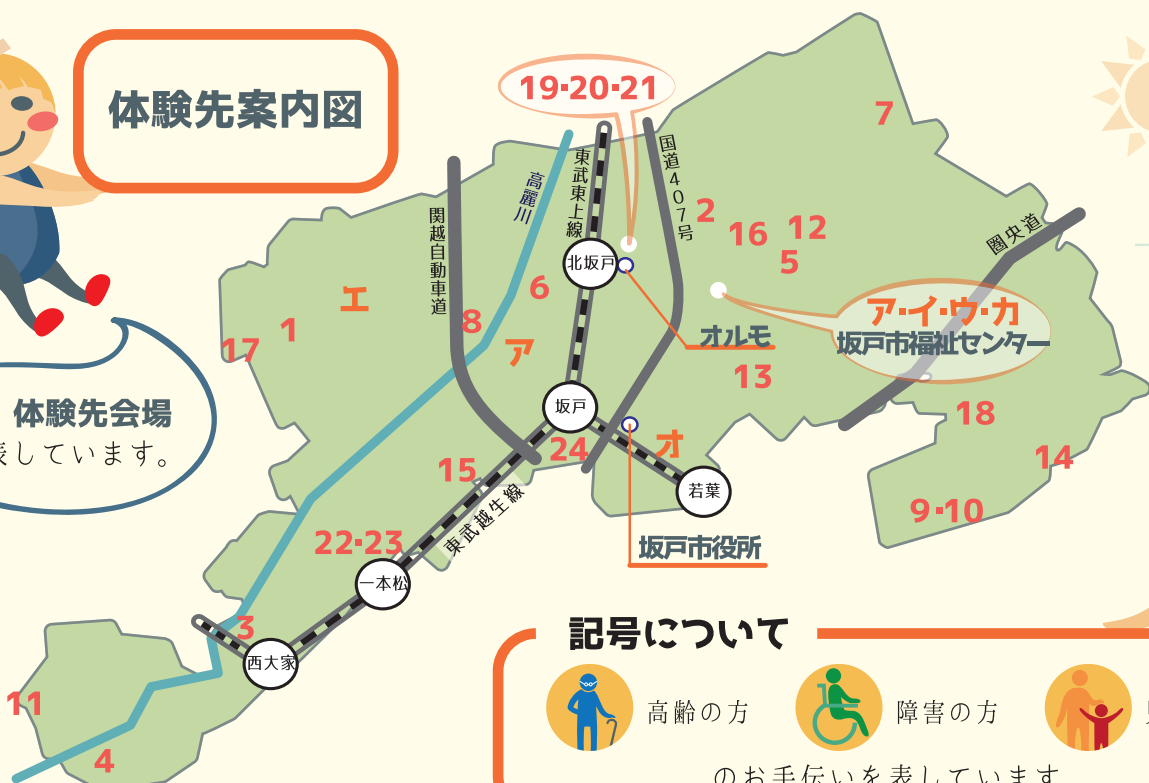 体験先案内図
19・20・21
7
東武東上線
国道407号
高麗川
関越自動車道
2
16
12
5
圏央道
北坂戸
6
エ
1
17
8
ア
オルモ
ア・イ・ウ・カ
坂戸市福祉センター
13
坂戸
18
体験先会場
表しています。
24
オ
14
15
若葉
9・10
東武越生線
22・23
坂戸市役所
一本松
3
西大家
11
4
記号について
高齢の方
障害の方
のお手伝いを表しています